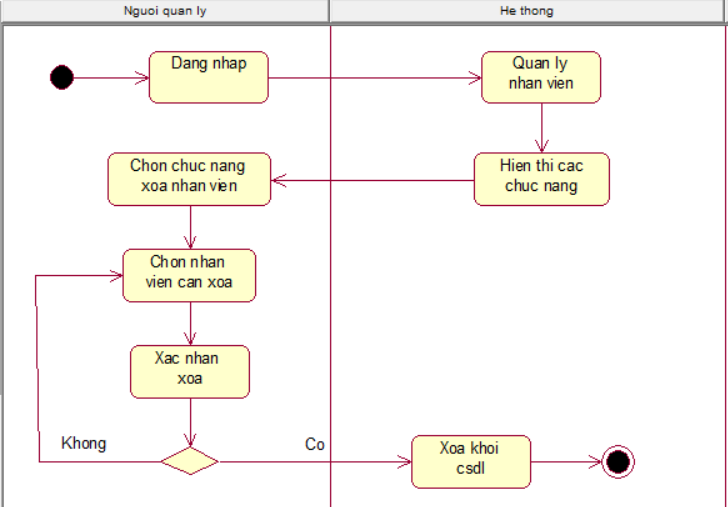 Nguoi quan ly
He thong
Dang nhap
Quan ly
nhan vien
Chon chuc nang
xoa nhan vien
Hien thi cac
chuc nang
Chon nhan
vien can xoa
Xac nhan
xoa
Khong
Co
Xoa khoi
csdl